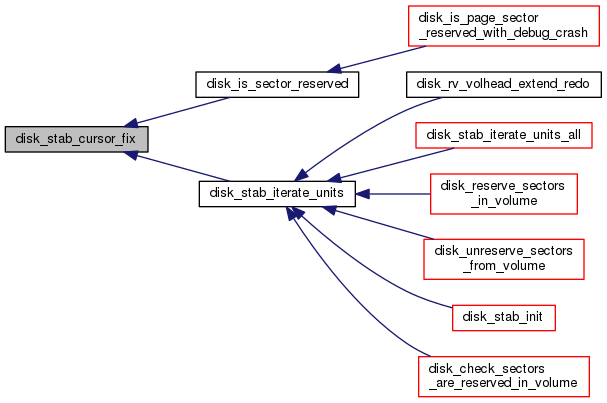 disk_is_page_sector
_reserved_with_debug_crash
disk_is_sector_reserved
disk_rv_volhead_extend_redo
disk_stab_cursor_fix
disk_stab_iterate_units_all
disk_stab_iterate_units
disk_reserve_sectors
_in_volume
disk_unreserve_sectors
_from_volume
disk_stab_init
disk_check_sectors
_are_reserved_in_volume